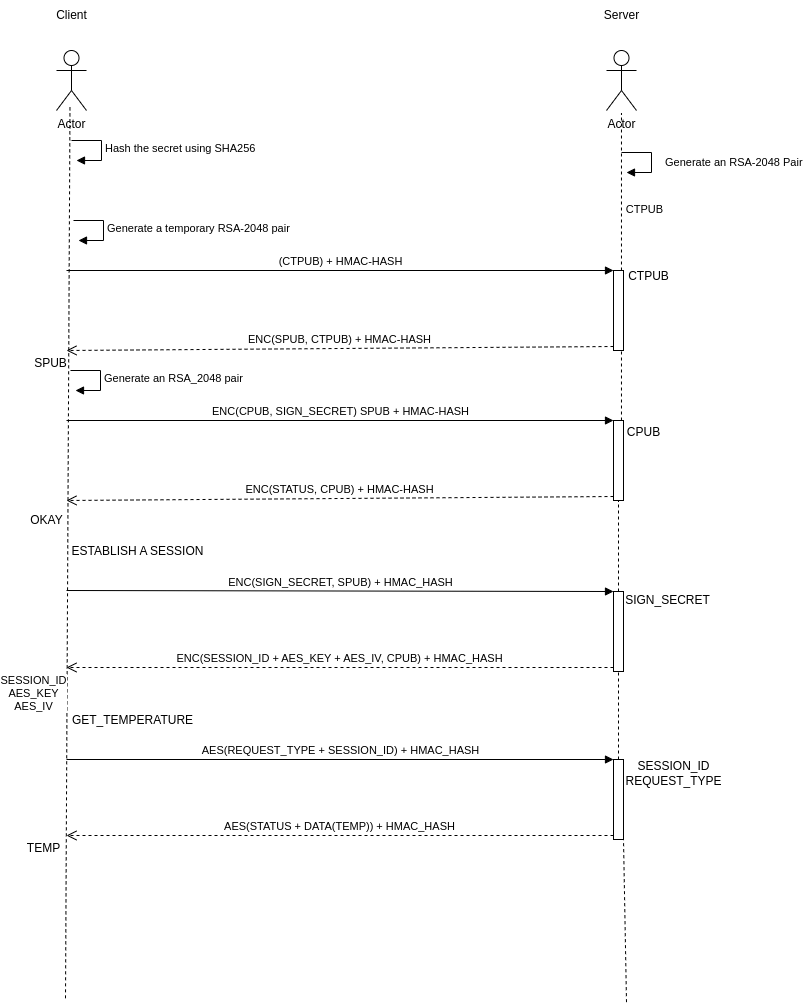 Client
Server
Actor
Actor
Hash the secret using SHA256
Generate an RSA-2048 Pair
CTPUB
Generate a temporary RSA-2048 pair
(CTPUB) + HMAC-HASH
CTPUB
ENC(SPUB, CTPUB) + HMAC-HASH
SPUB
Generate an RSA_2048 pair
ENC(CPUB, SIGN_SECRET) SPUB + HMAC-HASH
CPUB
ENC(STATUS, CPUB) + HMAC-HASH
OKAY
ESTABLISH A SESSION
ENC(SIGN_SECRET, SPUB) + HMAC_HASH
SIGN_SECRET
ENC(SESSION_ID + AES_KEY + AES_IV, CPUB) + HMAC_HASH
SESSION_ID
AES_KEY
AES_IV
GET_TEMPERATURE
AES(REQUEST_TYPE + SESSION_ID) + HMAC_HASH
SESSION_ID
REQUEST_TYPE
AES(STATUS + DATA(TEMP)) + HMAC_HASH
TEMP